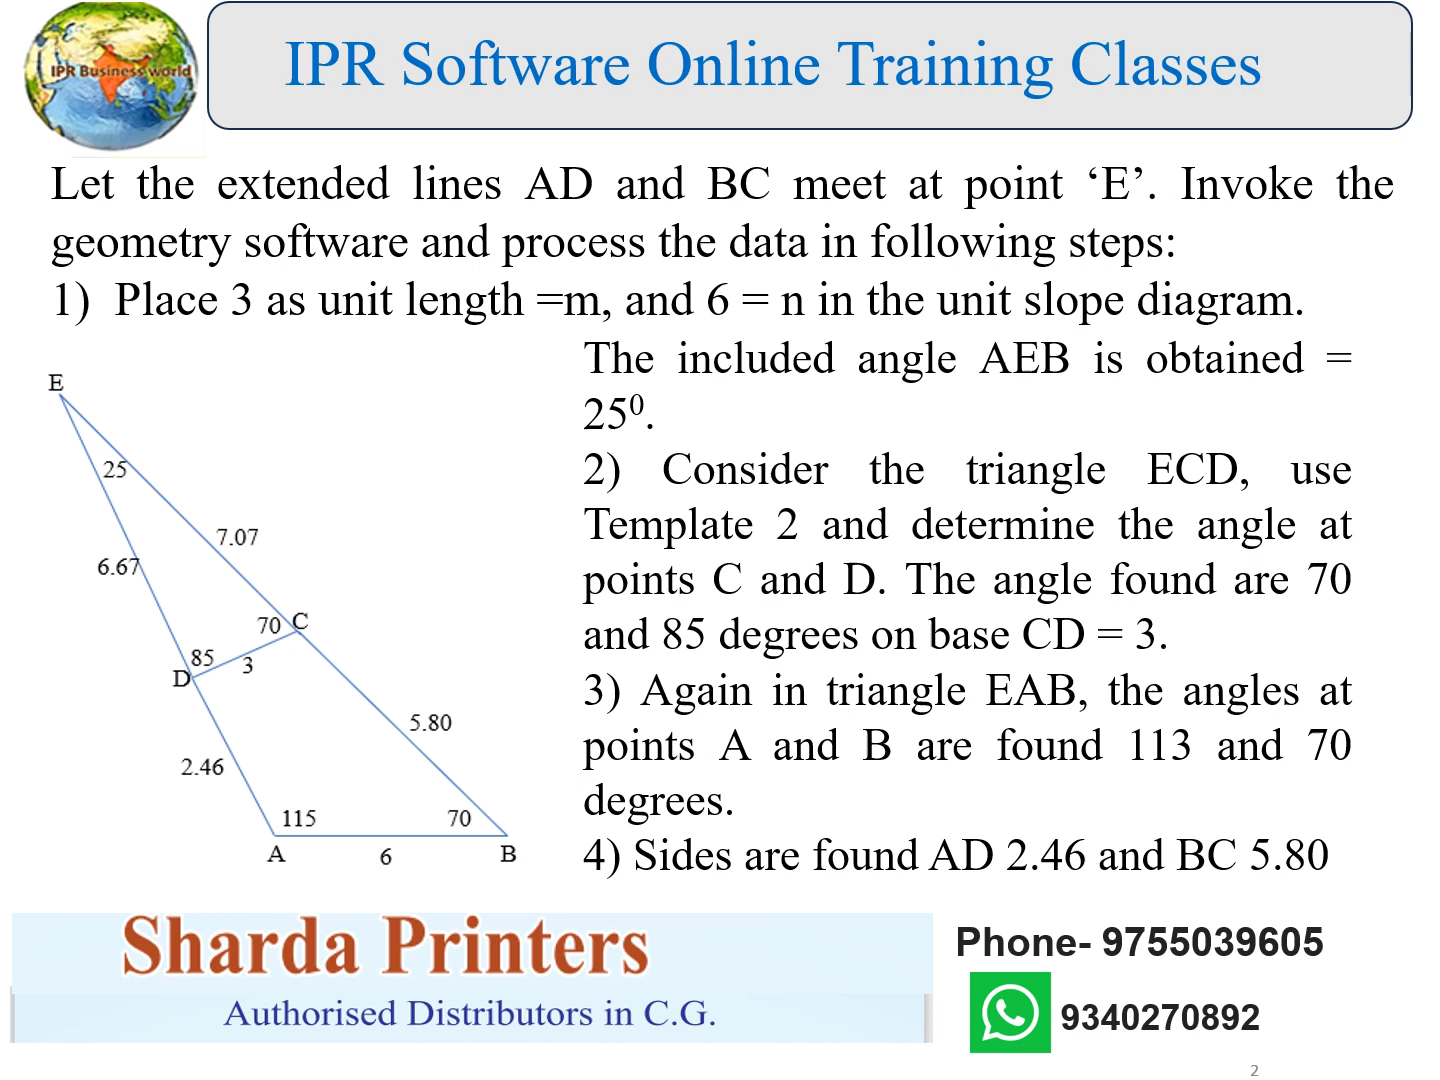 IPR Business world
IPR Software Online Training Classes
Let the extended lines AD and BC meet at point ‘E’. Invoke the
geometry software and process the data in following steps:
1) Place 3 as unit length =m, and 6 = n in the unit slope diagram.
The included angle AEB is obtained =
25⁰.
2) Consider the triangle ECD, use
Template 2 and determine the angle at
points C and D. The angle found are 70
and 85 degrees on base CD = 3.
3) Again in triangle EAB, the angles at
points A and B are found 113 and 70
degrees.
4) Sides are found AD 2.46 and BC 5.80
E
25
7.07
6.67
70 C
85
D
3
5.80
2.46
115
70
A
6
B
Sharda Printers
Authorised Distributors in C.G.
Phone- 9755039605
9340270892
2